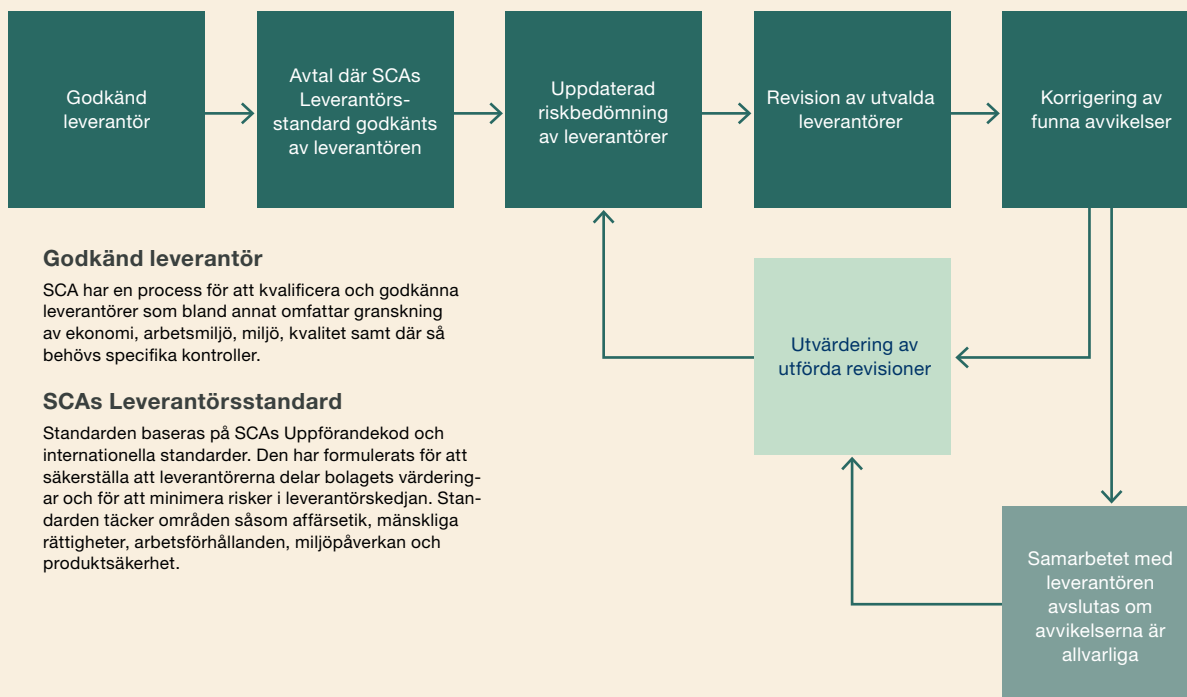 Godkänd
leverantör
Avtal där SCAs
Leverantörs-
standard godkänts
av leverantören
Uppdaterad
riskbedömning
av leverantörer
Revision av utvalda
leverantörer
Korrigering av
funna avvikelser
Godkänd leverantör
SCA har en process för att kvalificera och godkänna
leverantörer som bland annat omfattar granskning
av ekonomi, arbetsmiljö, miljö, kvalitet samt där så
behövs specifika kontroller.
SCAs Leverantörsstandard
Standarden baseras på SCAs Uppförandekod och
internationella standarder. Den har formulerats för att
säkerställa att leverantörerna delar bolagets värdering-
ar och för att minimera risker i leverantörskedjan. Stan-
darden täcker områden såsom affärsetik, mänskliga
rättigheter, arbetsförhållanden, miljöpåverkan och
produktsäkerhet.
Utvärdering av
utförda revisioner
Samarbetet med
leverantören
avslutas om
avvikelserna är
allvarliga